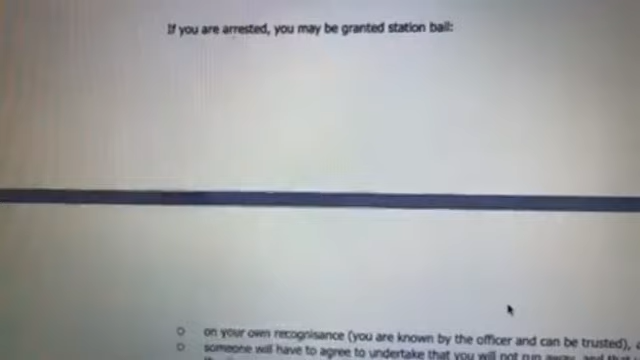 If you are arrested, you may be granted station bail:
on your own recognisance (you are known by the officer and can be trusted),
someone will have to agree to undertake that you will not run away, and